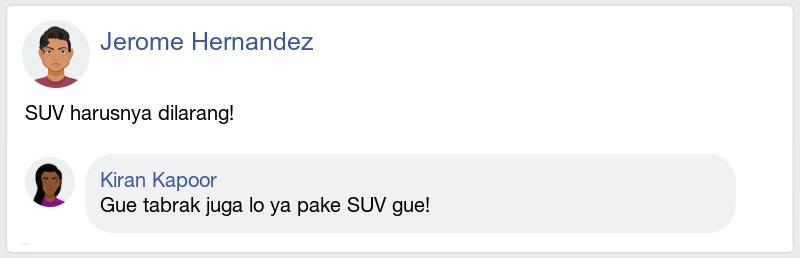 Jerome Hernandez
SUV harusnya dilarang!
Kiran Kapoor
Gue tabrak juga lo ya pake SUV gue!